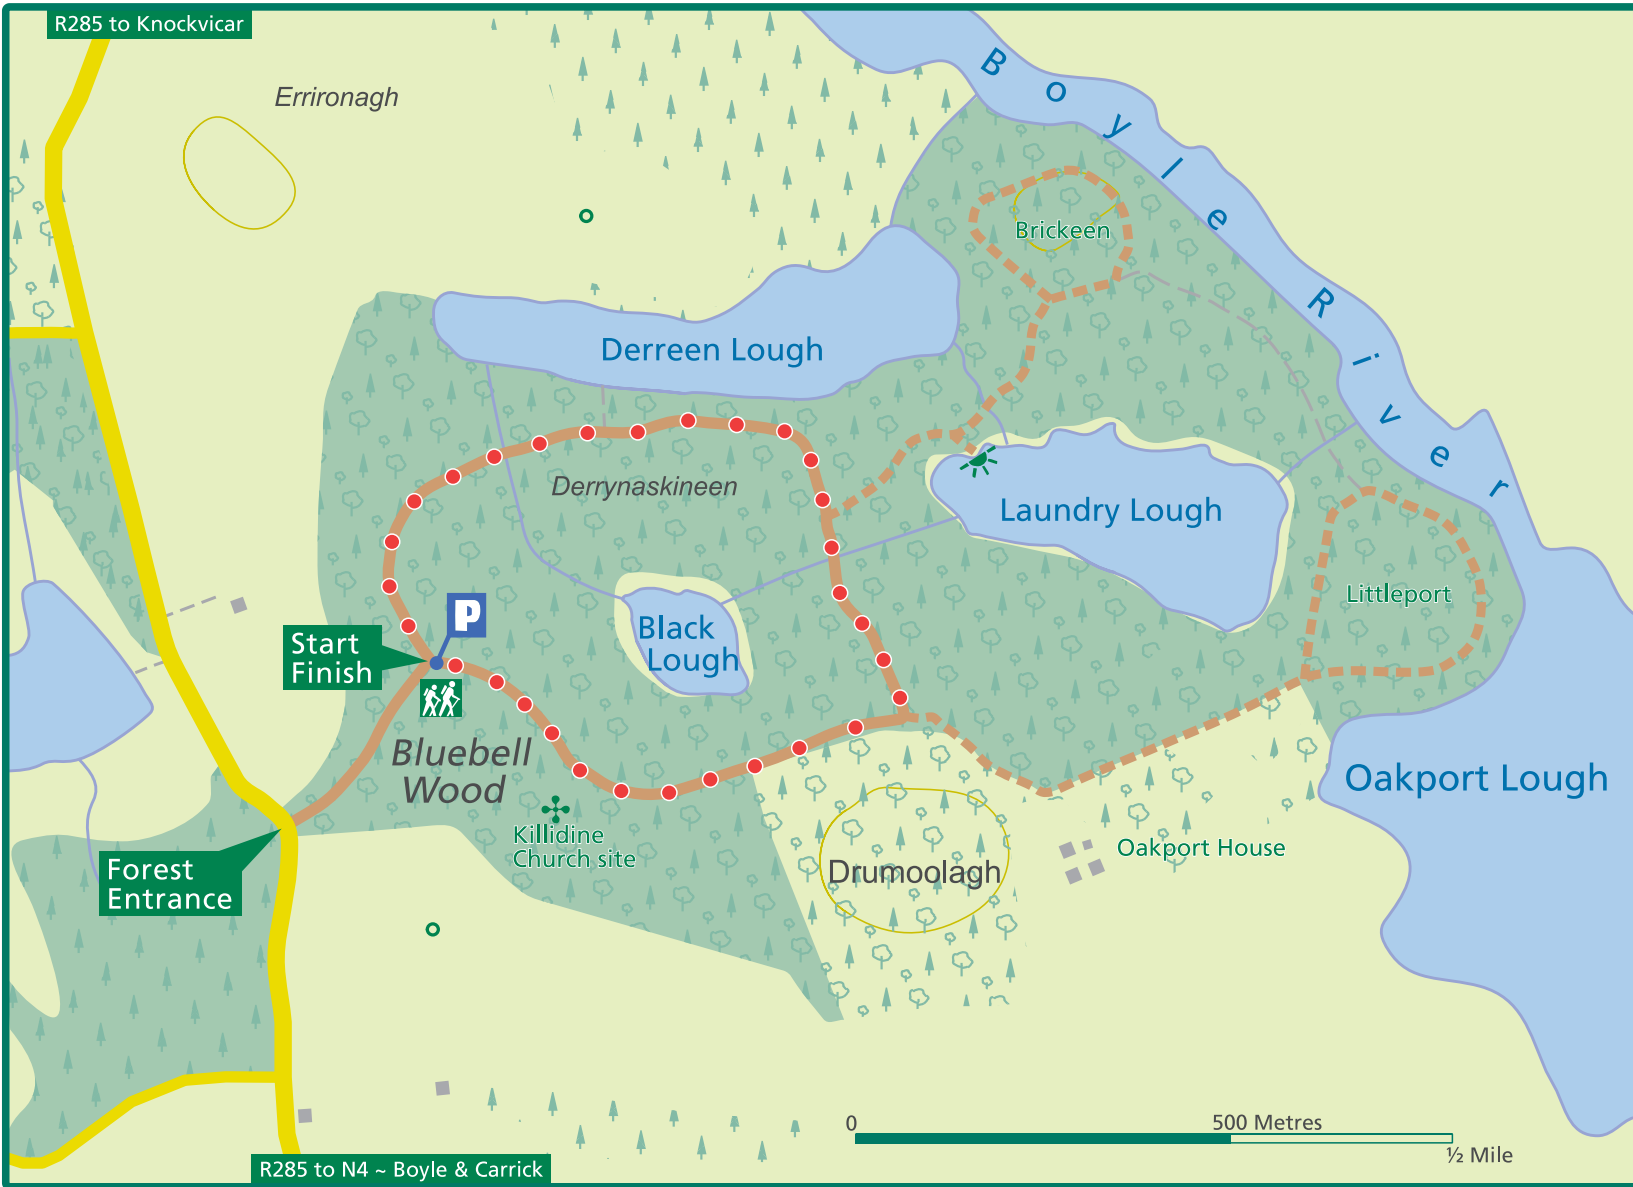 R285 to Knockvicar
Errironagh
Boyle River
Brickeen
Derreen Lough
Derrynaskineen
Laundry Lough
Littleport
P
Start
Finish
Black
Lough
Bluebell
Wood
Oakport Lough
Killidine
Church site
Oakport House
Forest
Entrance
Drumoolagh
0
500 Metres
½ Mile
R285 to N4 ~ Boyle & Carrick